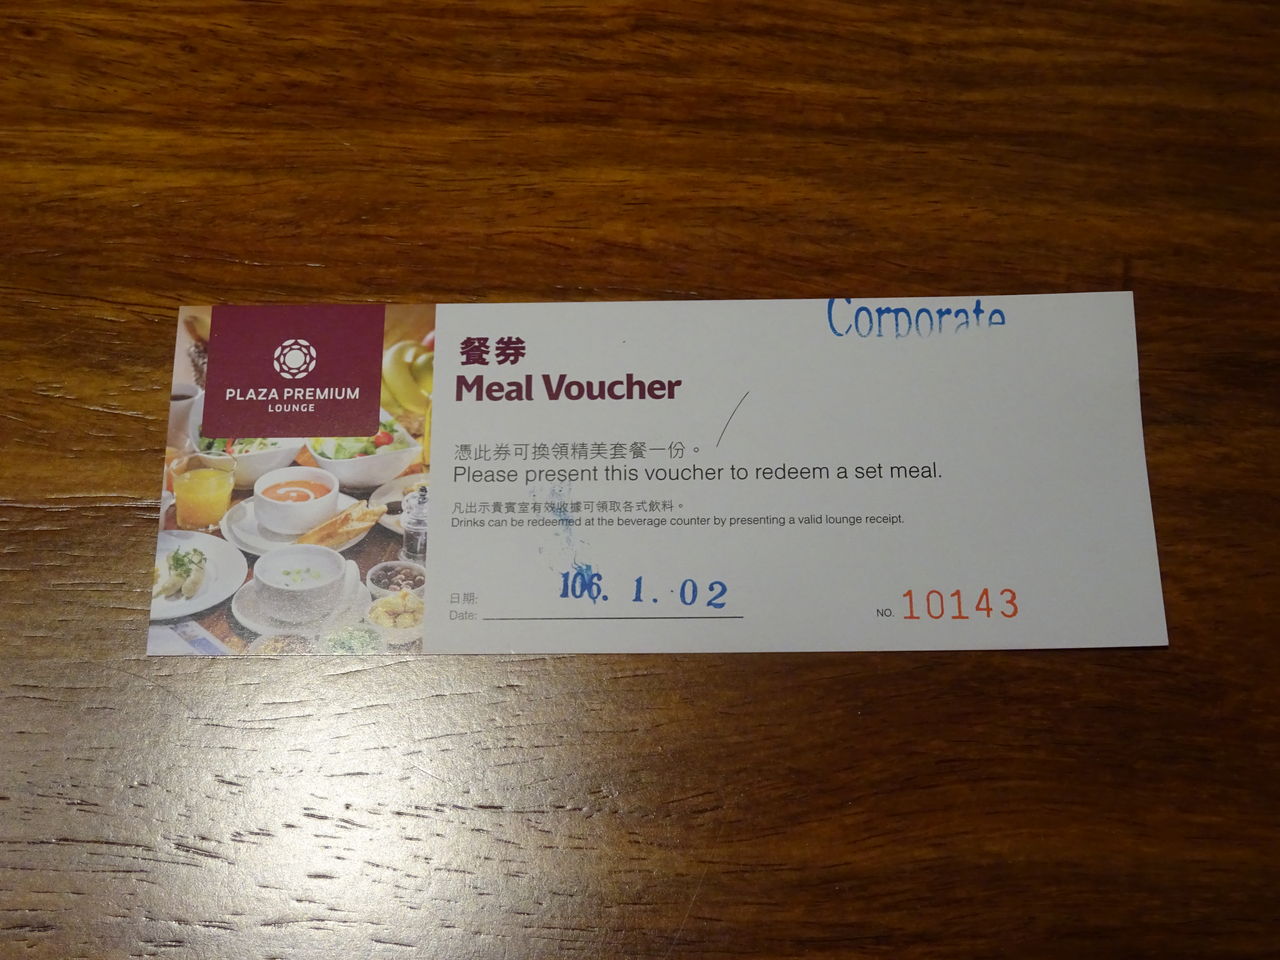 Corporate
PLAZA PREMIUM
LOUNGE
餐券
Meal Voucher
憑此券可換領精美套餐一份。
Please present this voucher to redeem a set meal.
凡出示貴賓室有效收據可領取各式飲料。
Drinks can be redeemed at the beverage counter by presenting a valid lounge receipt.
日期:
Date: 106. 1. 02
NO. 10143